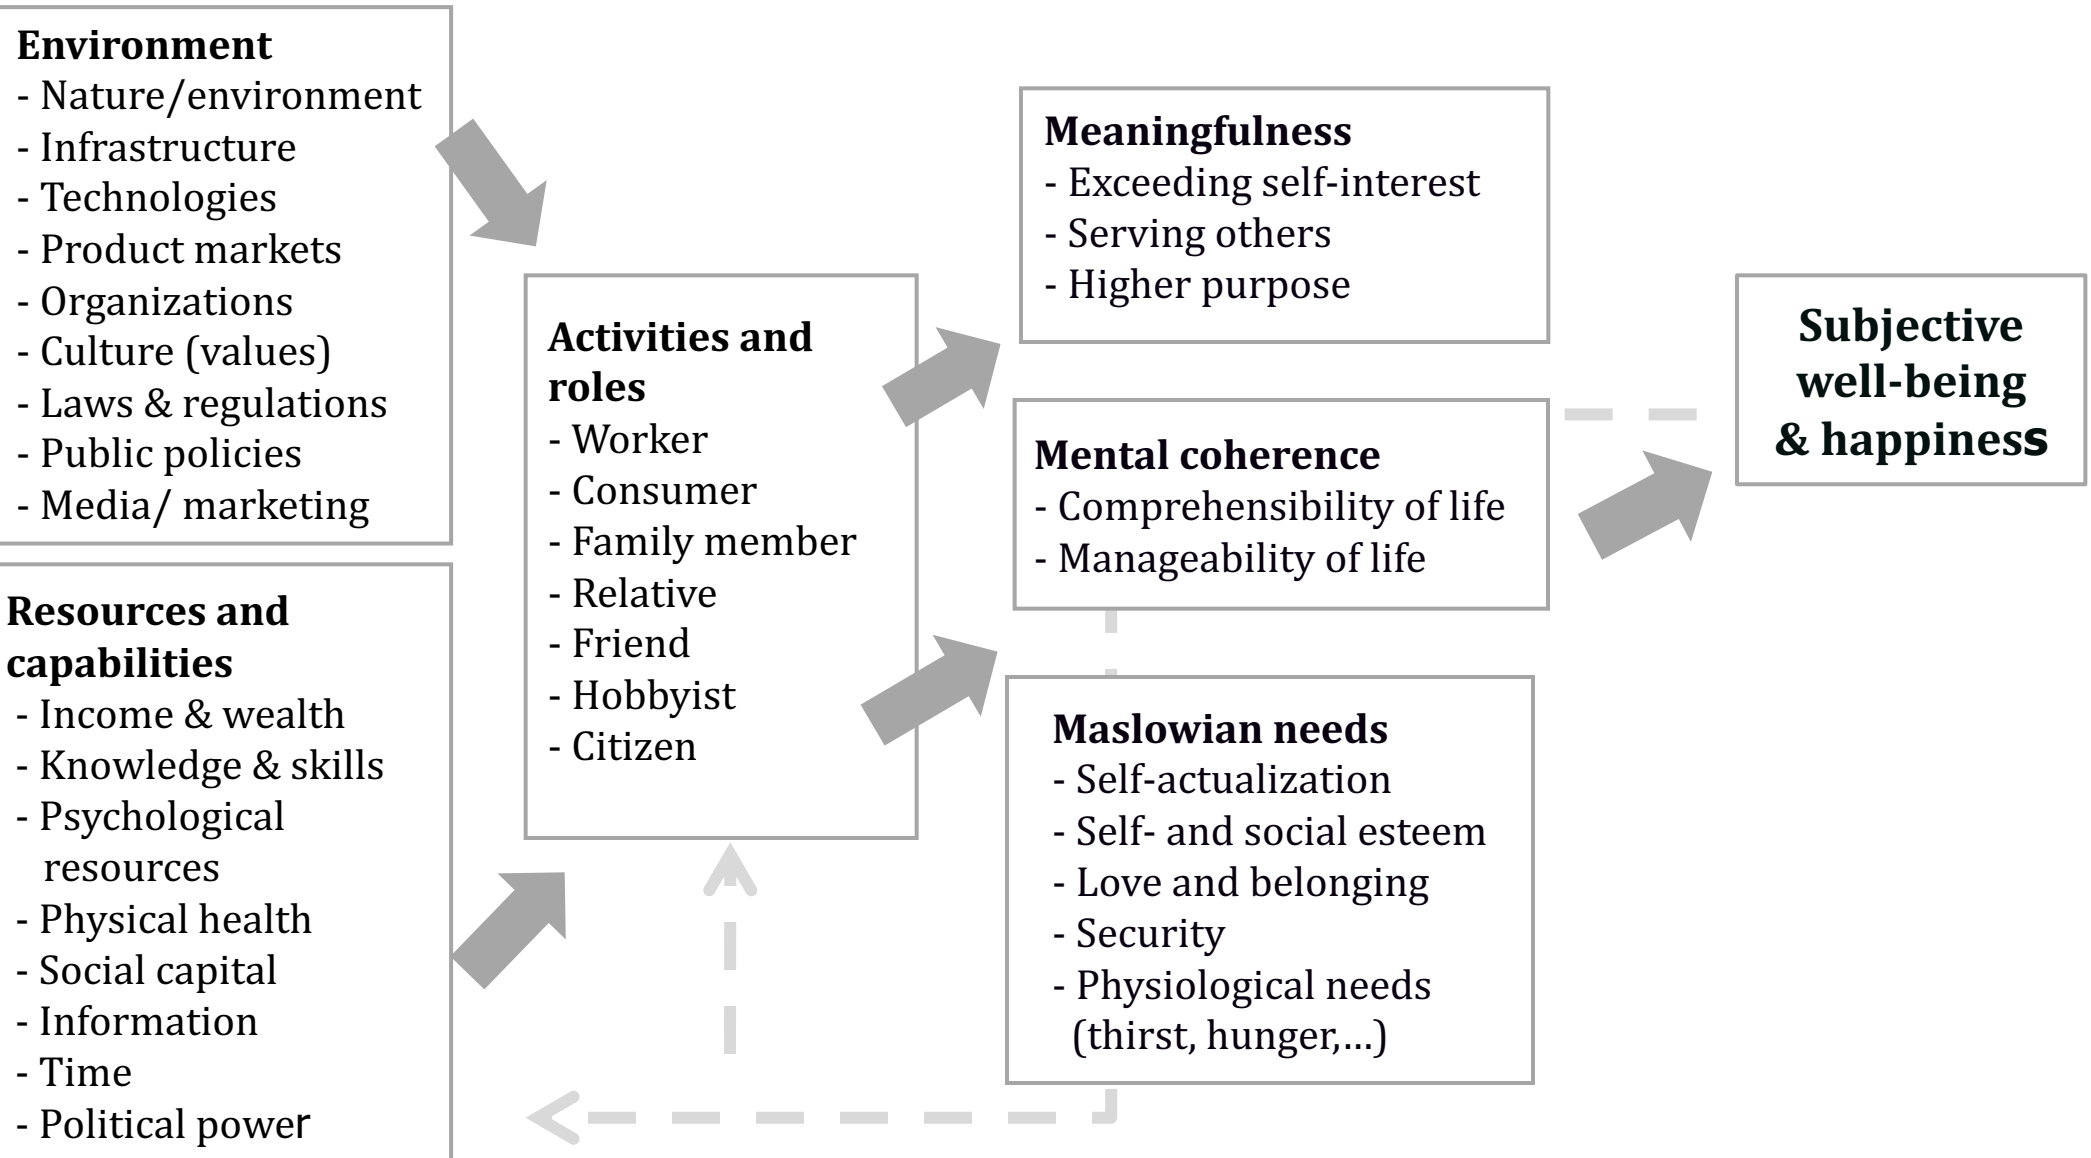 Environment
- Nature/environment
- Infrastructure
- Technologies
- Product markets
- Organizations
- Culture (values)
- Laws & regulations
- Public policies
- Media/ marketing
Resources and
capabilities
- Income & wealth
- Knowledge & skills
- Psychological
resources
- Physical health
- Social capital
- Information
- Time
- Political power
Activities and
roles
- Worker
- Consumer
- Family member
- Relative
- Friend
- Hobbyist
- Citizen
Meaningfulness
- Exceeding self-interest
- Serving others
- Higher purpose
Mental coherence
- Comprehensibility of life
- Manageability of life
Maslowian needs
- Self-actualization
- Self- and social esteem
- Love and belonging
- Security
- Physiological needs
(thirst, hunger,...)
Subjective
well-being
& happiness